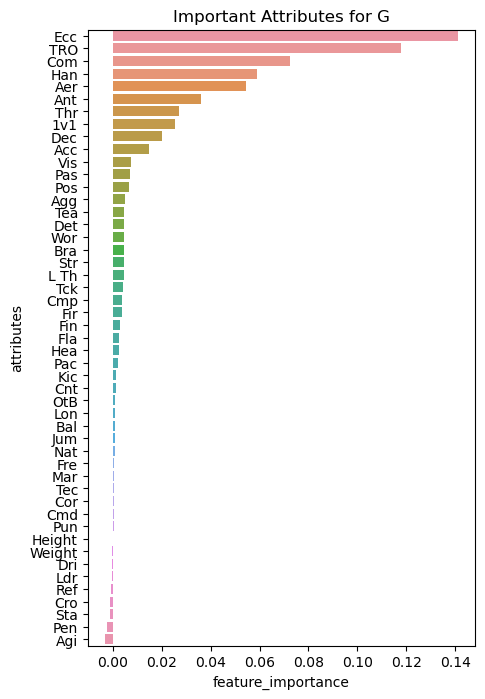 Important Attributes for G
Ecc
TRO
Com
Han
Aer
Ant
Thr
1v1
Dec
Acc
Vis
Pas
Pos
Agg
Tea
Det
Wor
Bra
Str
L Th
Tck
Cmp
Fir
Fin
Fla
Hea
Pac
Kic
Cnt
OtB
Lon
Bal
Jum
Nat
Fre
Mar
Tec
Cor
Cmd
Pun
Height
Weight
Dri
Ldr
Ref
Cro
Sta
Pen
Agi
attributes
0.00 0.02 0.04 0.06 0.08 0.10 0.12 0.14
feature_importance